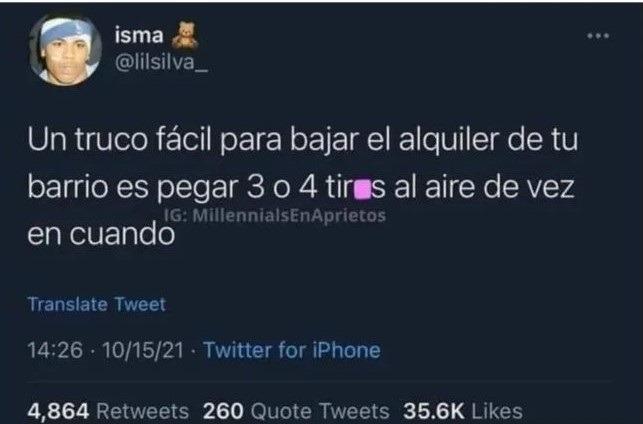 isma 🧸
@lilsilva_
Un truco fácil para bajar el alquiler de tu
barrio es pegar 3 o 4 tir s al aire de vez
IG: MillennialsEnAprietos
en cuando
Translate Tweet
14:26 · 10/15/21 · Twitter for iPhone
4,864 Retweets 260 Quote Tweets 35.6K Likes